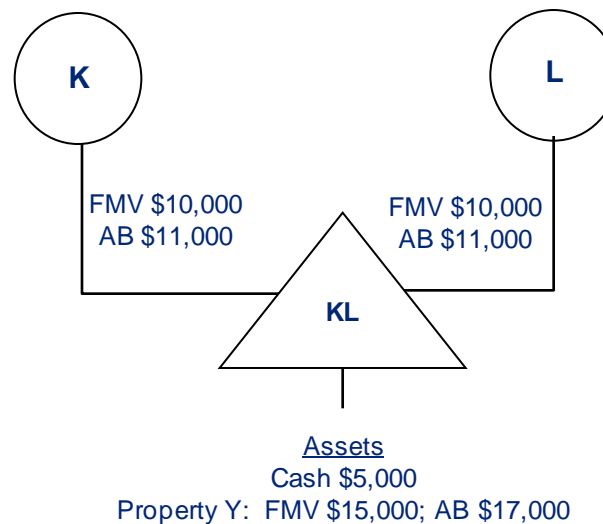 K
L
FMV $10,000
AB $11,000
FMV $10,000
AB $11,000
KL
Assets
Cash $5,000
Property Y: FMV $15,000; AB $17,000